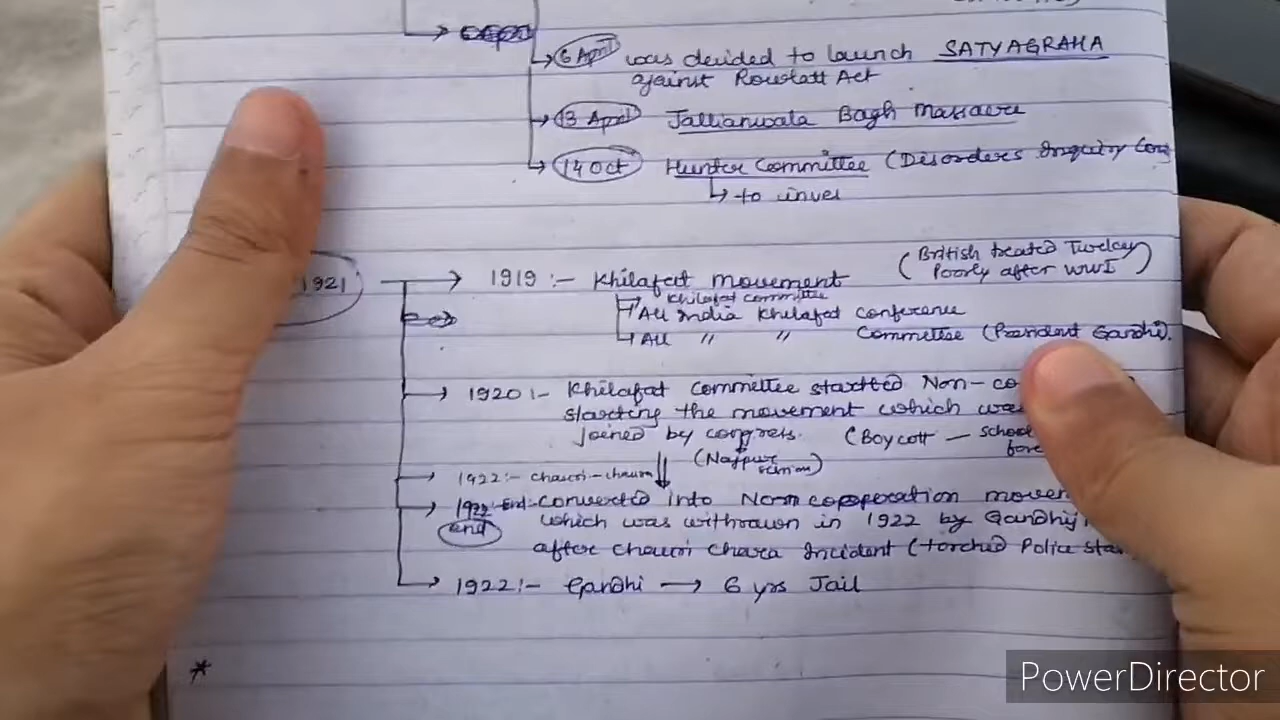 6 April was decided to launch SATYAGRAHA
against Rowlatt Act
13 April Jallianwala Bagh Massacre
14 Oct Hunter Committee (Disorders Inquiry
to inves
1921
1919:- Khilafat movement (British treated Turkey
Poorly after WWI)
Khilafat committee
All India Khilafat conference
All " " Committee (President Gandhi).
1920:- Khilafat Committee startted Non-co
starting the movement which was
joined by congress. (Boycott - School
(Nagpur session) fore
1922:- chauri-chaura
end Converted into Non cooperation movem
which was withrawn in 1922 by Gandhiji
after chauri chara Incident (torched Police sta
1922:- Gandhi → 6 yrs Jail
*
PowerDirector